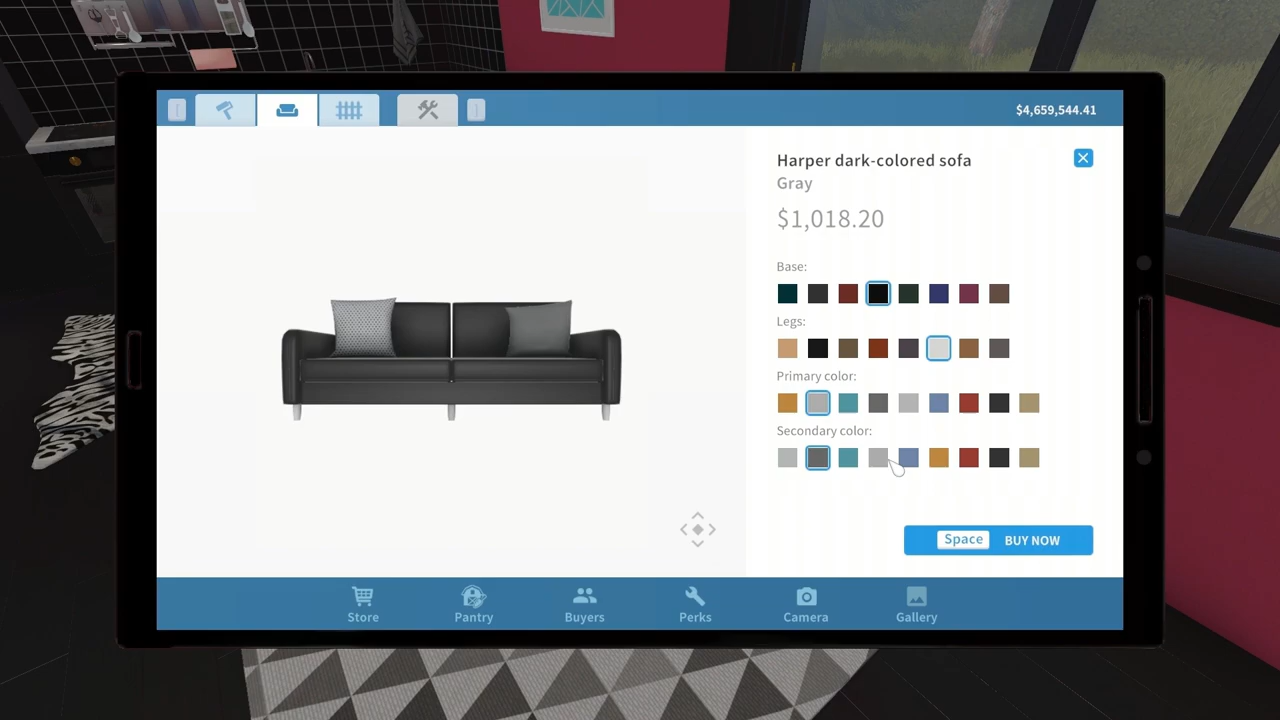 $4,659,544.41
Harper dark-colored sofa
Gray
$1,018.20
Base:
Legs:
Primary color:
Secondary color:
Space BUY NOW
Store Pantry Buyers Perks Camera Gallery